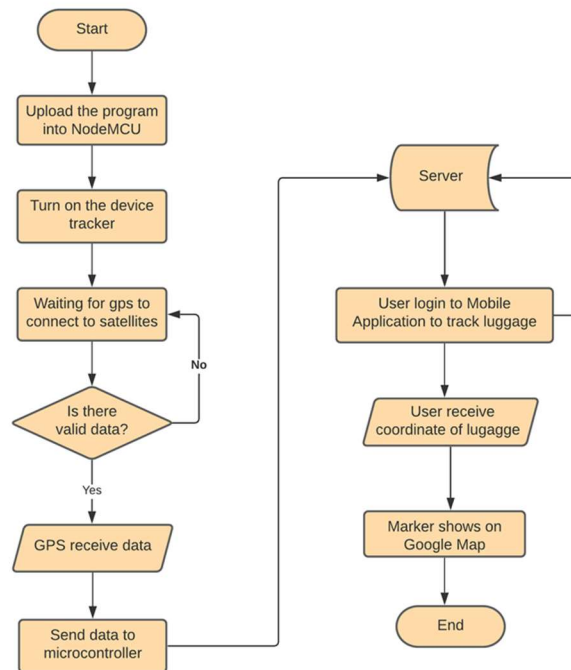 Start
Upload the program
into NodeMCU
Turn on the device
tracker
Waiting for gps to
connect to satellites
No
Is there
valid data?
Yes
GPS receive data
Send data to
microcontroller
Server
User login to Mobile
Application to track luggage
User receive
coordinate of lugagge
Marker shows on
Google Map
End